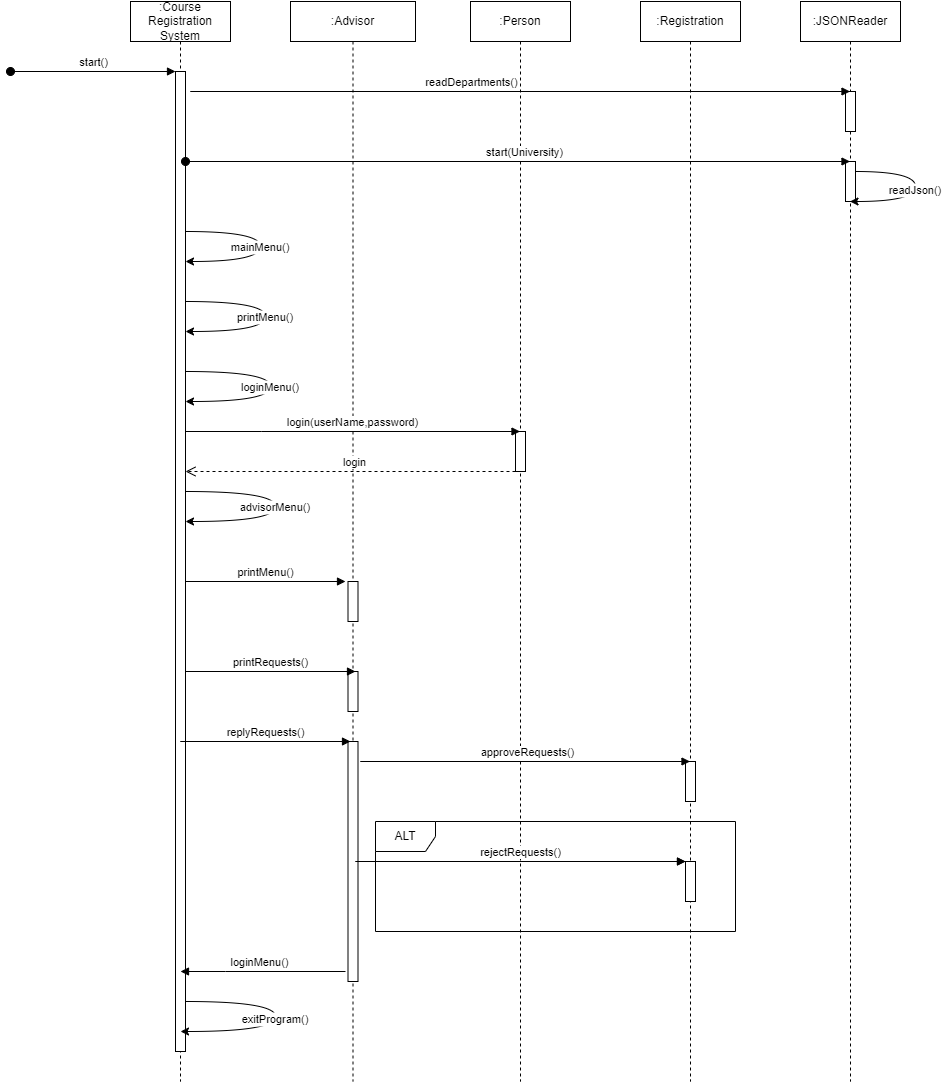 :Course
Registration
System
:Advisor
:Person
:Registration
:JSONReader
start()
readDepartments()
start(University)
readJson()
mainMenu()
printMenu()
loginMenu()
login(userName,password)
login
advisorMenu()
printMenu()
printRequests()
replyRequests()
approveRequests()
ALT
rejectRequests()
loginMenu()
exitProgram()